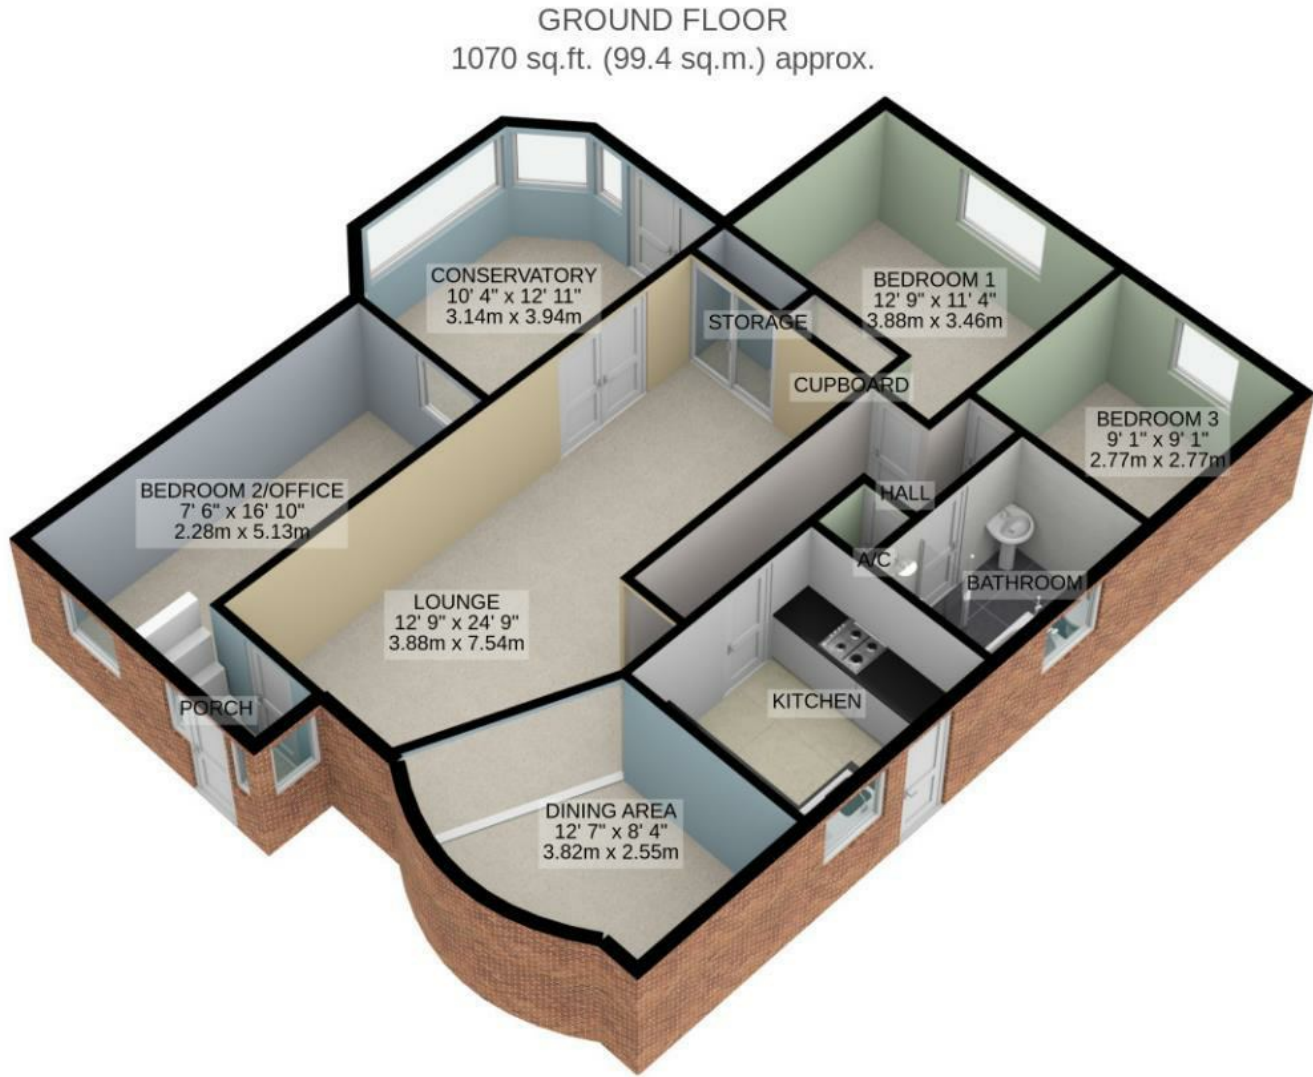 GROUND FLOOR
1070 sq.ft. (99.4 sq.m.) approx.
CONSERVATORY
10' 4" x 12' 11"
3.14m x 3.94m
BEDROOM 1
12' 9" x 11' 4"
3.88m x 3.46m
STORAGE
CUPBOARD
BEDROOM 3
9' 1" x 9' 1"
2.77m x 2.77m
BEDROOM 2/OFFICE
7' 6" x 16' 10"
2.28m x 5.13m
HALL
A/C
BATHROOM
LOUNGE
12' 9" x 24' 9"
3.88m x 7.54m
PORCH
KITCHEN
DINING AREA
12' 7" x 8' 4"
3.82m x 2.55m